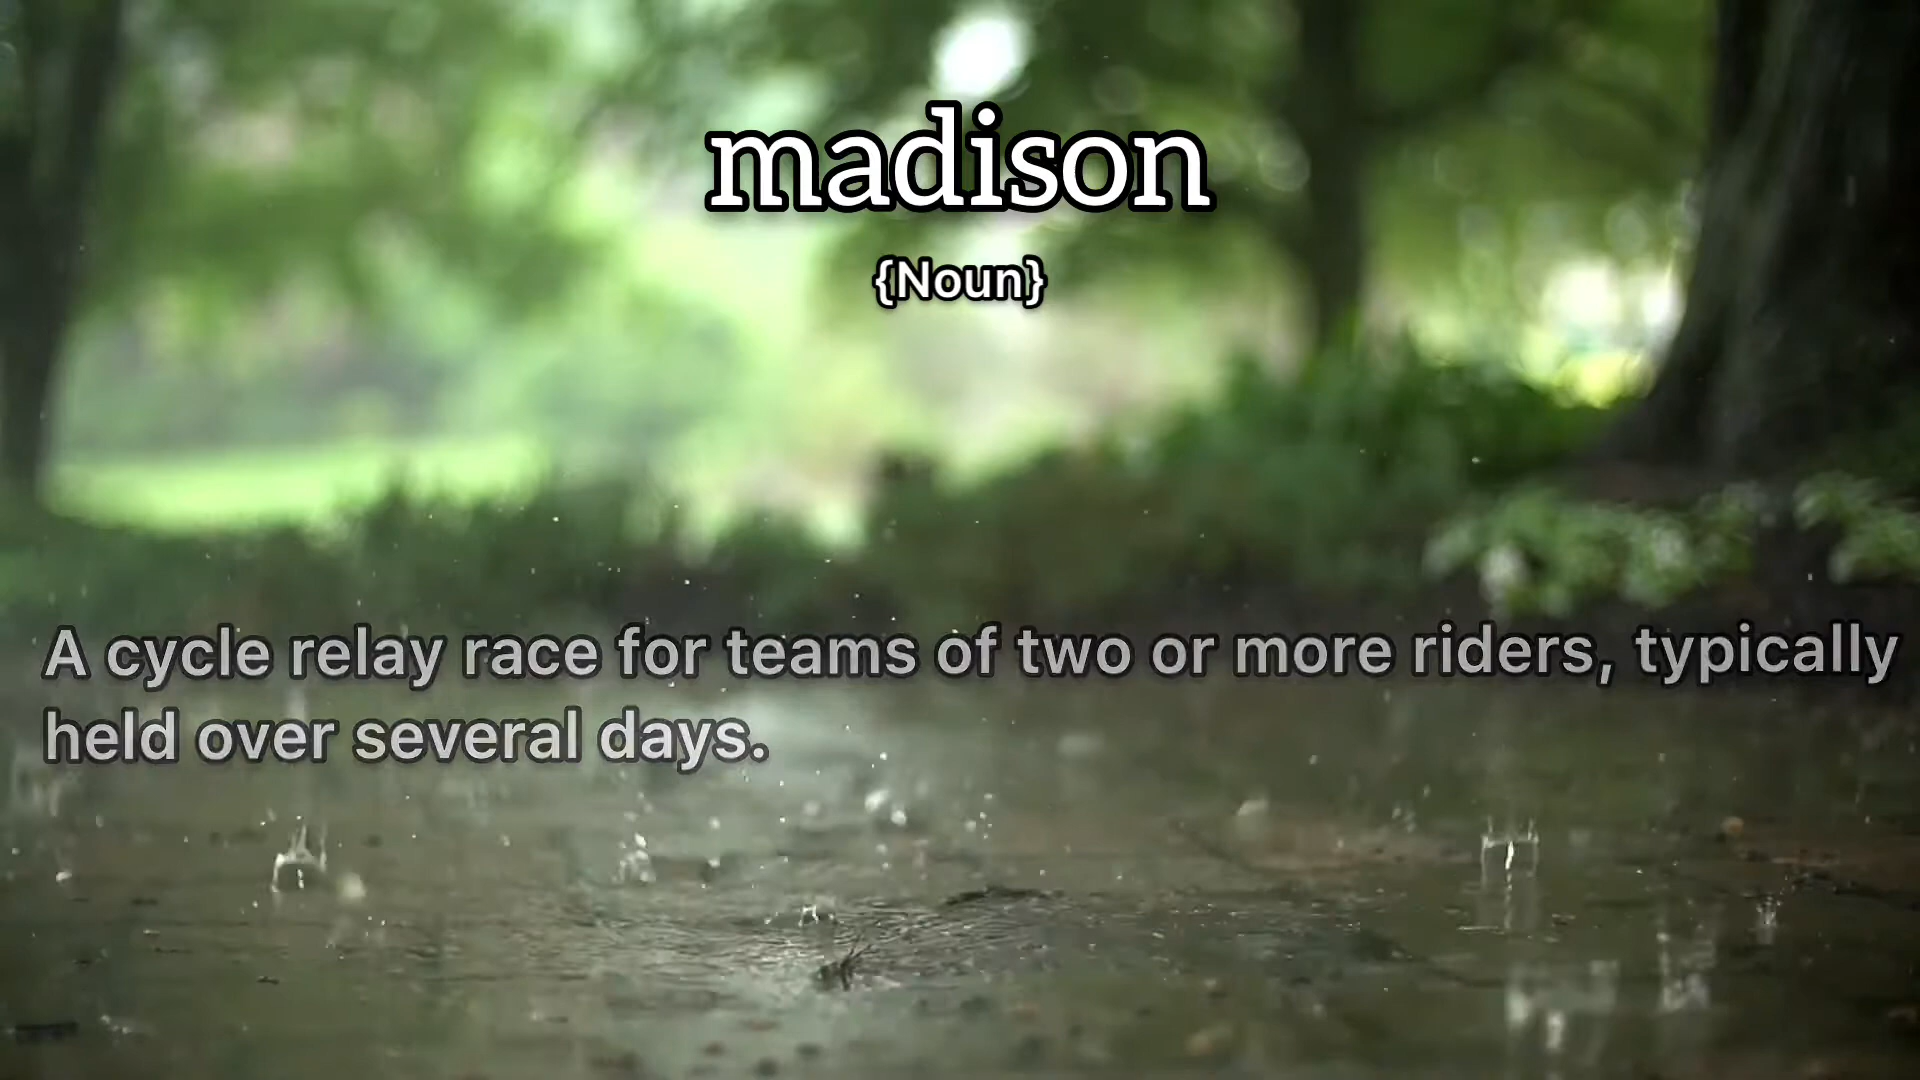 madison
{Noun}
A cycle relay race for teams of two or more riders, typically
held over several days.